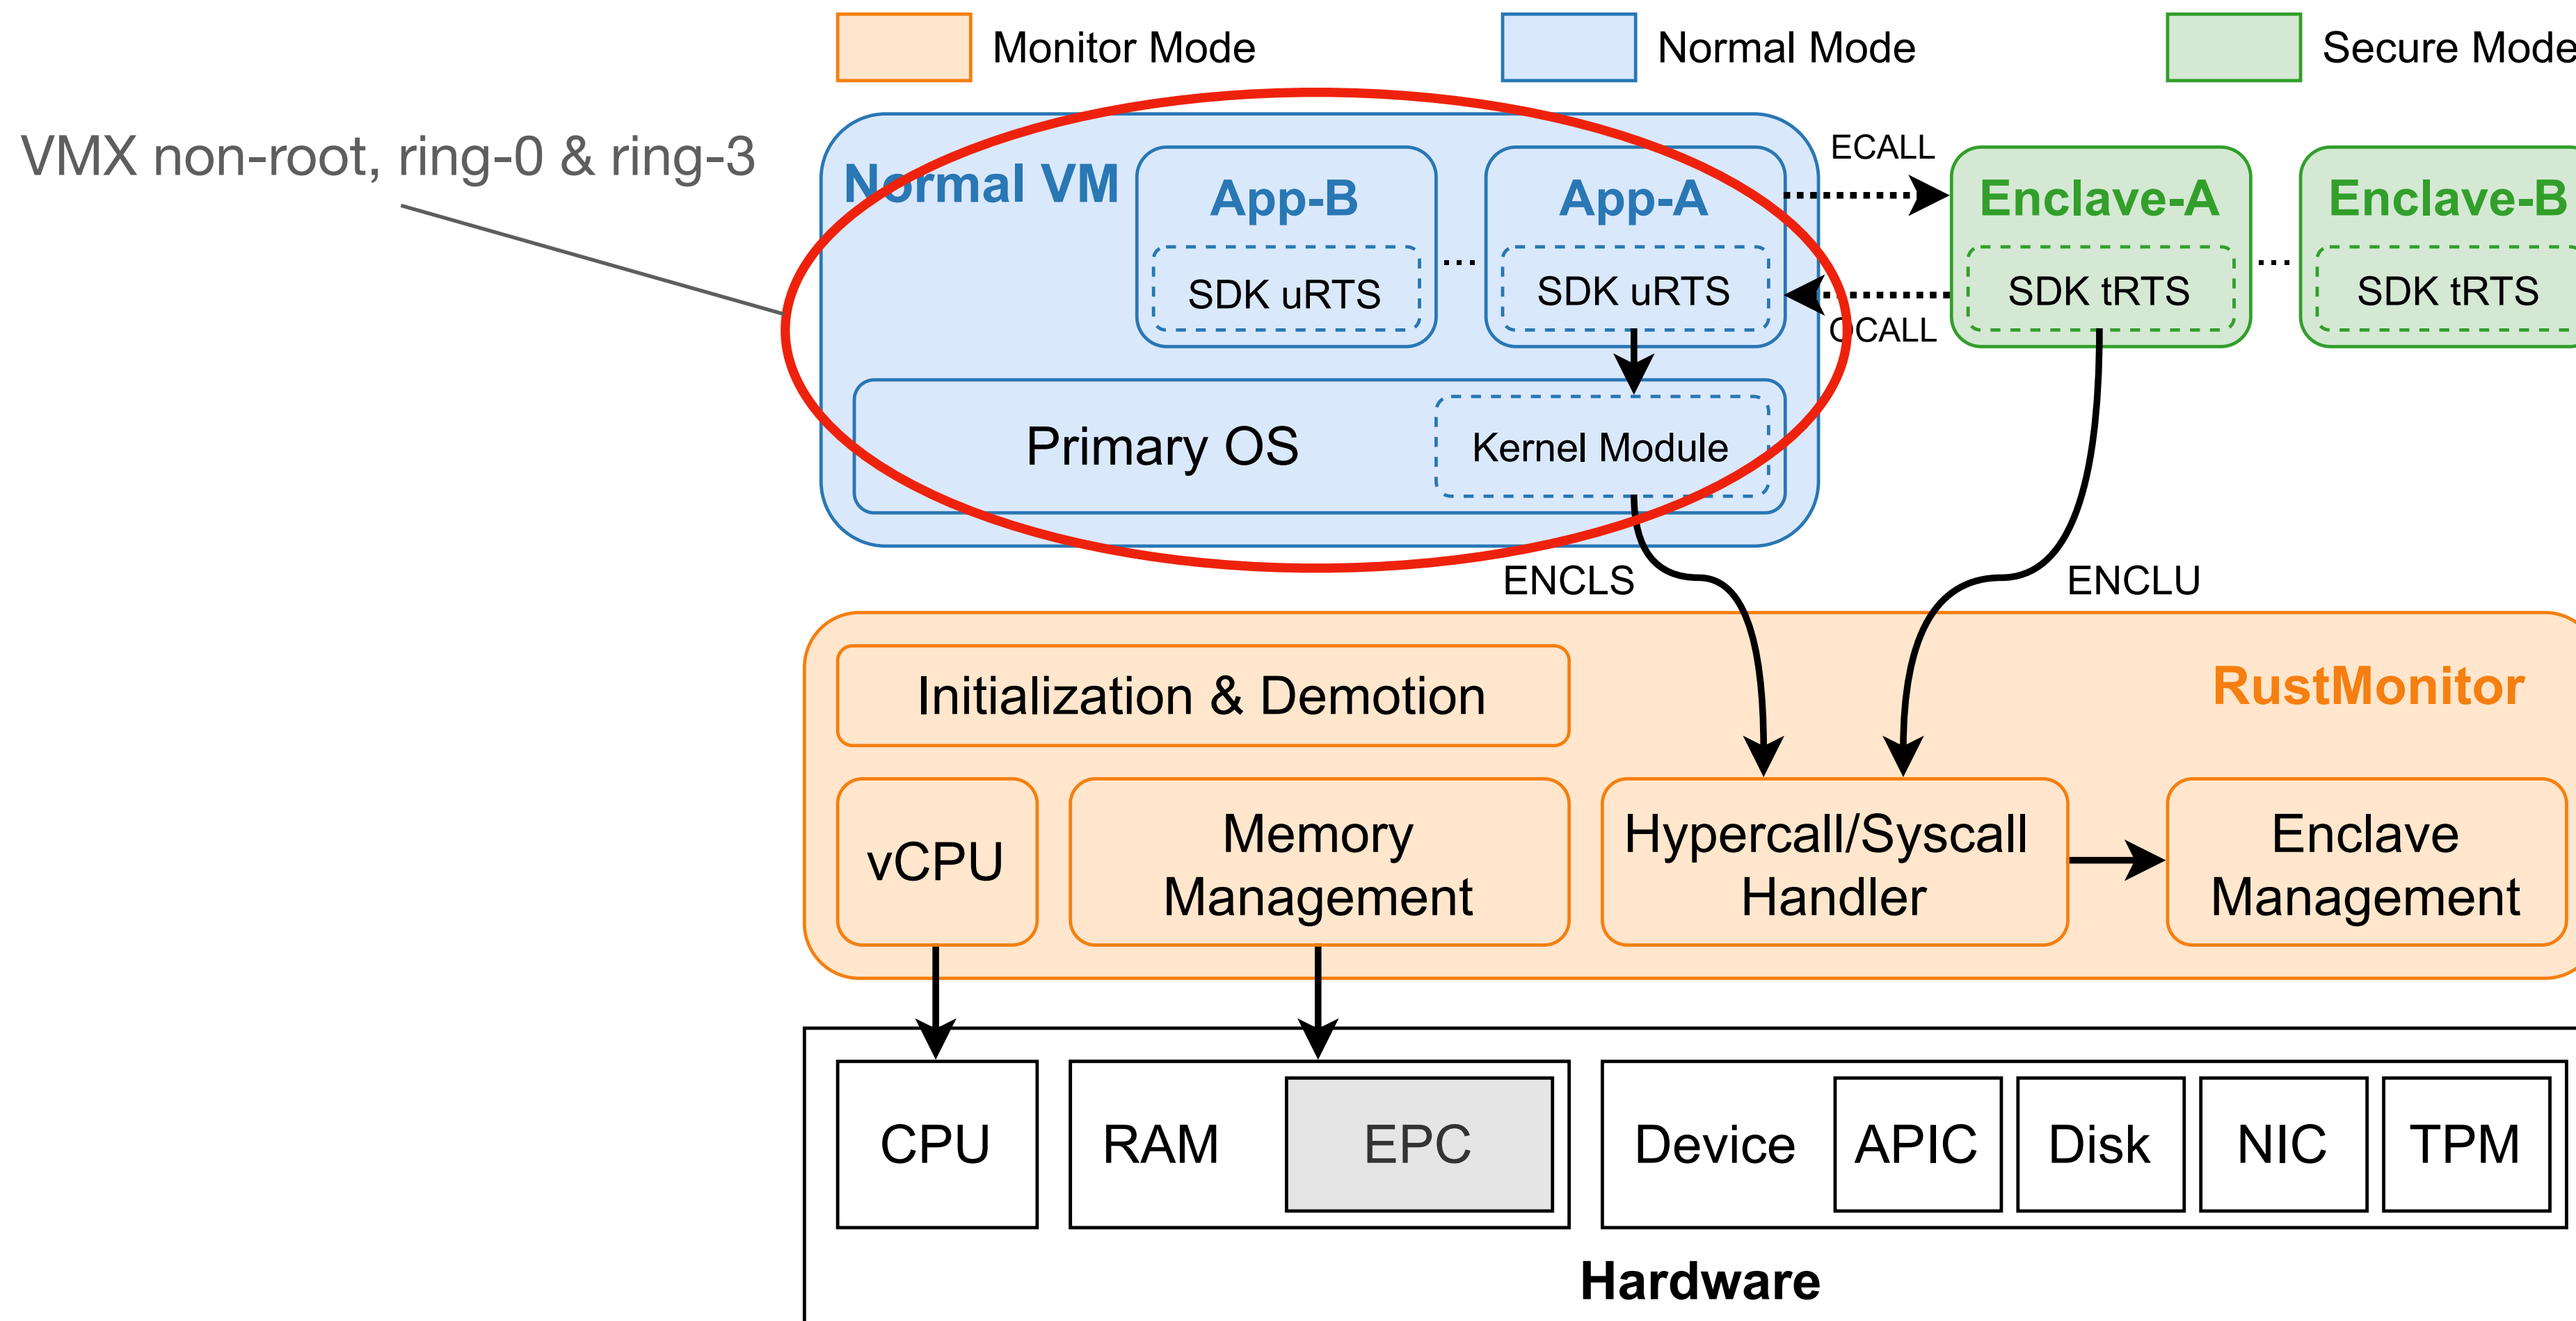 Monitor Mode
Normal Mode
Secure Mode
VMX non-root, ring-0 & ring-3
Normal VM
App-B
SDK uRTS
...
App-A
SDK uRTS
ECALL
OCALL
Enclave-A
SDK tRTS
...
Enclave-B
SDK tRTS
Primary OS
Kernel Module
ENCLS
ENCLU
RustMonitor
Initialization & Demotion
vCPU
Memory
Management
Hypercall/Syscall
Handler
Enclave
Management
CPU
RAM
EPC
Device
APIC
Disk
NIC
TPM
Hardware